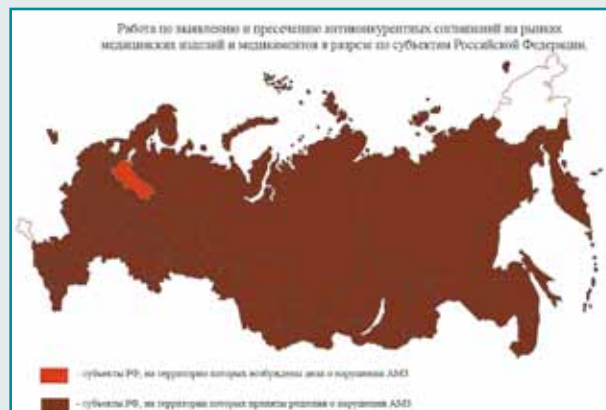 Работа по выявлению и пресечению антиконкурентных соглашений на рынках
медицинских изделий и медикаментов в разрезе по субъектам Российской Федерации.
- субъекты РФ, на территории которых возбуждены дела о нарушении АМЗ
- субъекты РФ, на территории которых приняты решения о нарушении АМЗ